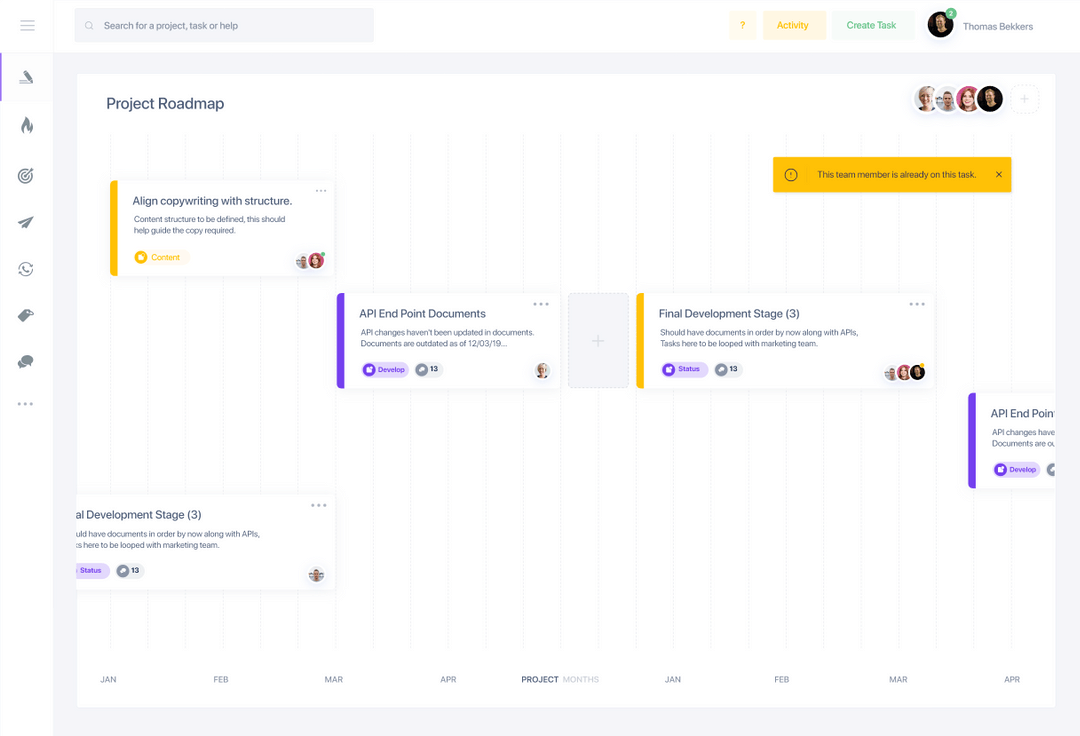 Search for a project, task or help
?
Activity
Create Task
2
Thomas Bekkers
Project Roadmap
This team member is already on this task.
Align copywriting with structure.
Content structure to be defined, this should
help guide the copy required.
Content
API End Point Documents
API changes haven't been updated in documents.
Documents are outdated as of 12/03/19...
Develop
13
Final Development Stage (3)
Should have documents in order by now along with APIs,
Tasks here to be looped with marketing team.
Status
13
API End Poin
API changes have
Documents are ou
Develop
al Development Stage (3)
uld have documents in order by now along with APIs,
ks here to be looped with marketing team.
Status
13
JAN FEB MAR APR PROJECT MONTHS JAN FEB MAR APR